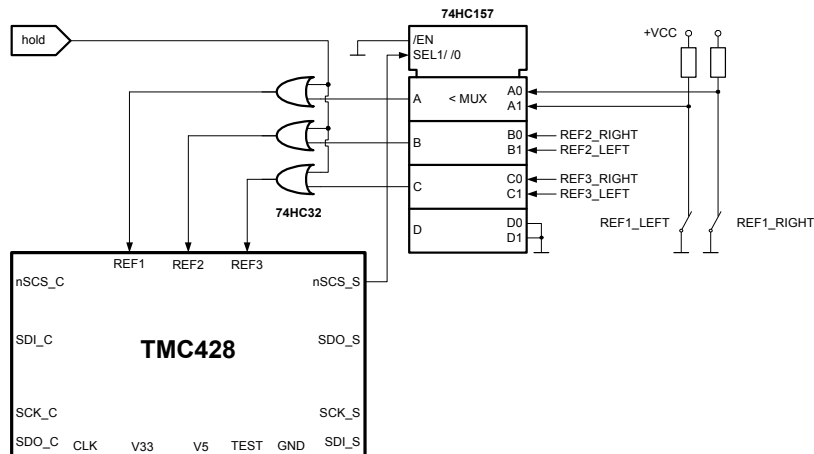 74HC157
hold
/EN
SEL1/ /0
+VCC
A
< MUX
A0
A1
B
B0
B1
REF2_RIGHT
REF2_LEFT
C
C0
C1
REF3_RIGHT
REF3_LEFT
74HC32
D
D0
D1
REF1_LEFT
REF1_RIGHT
REF1
REF2
REF3
nSCS_C
nSCS_S
SDI_C
TMC428
SDO_S
SCK_C
SCK_S
SDO_C
CLK
V33
V5
TEST
GND
SDI_S